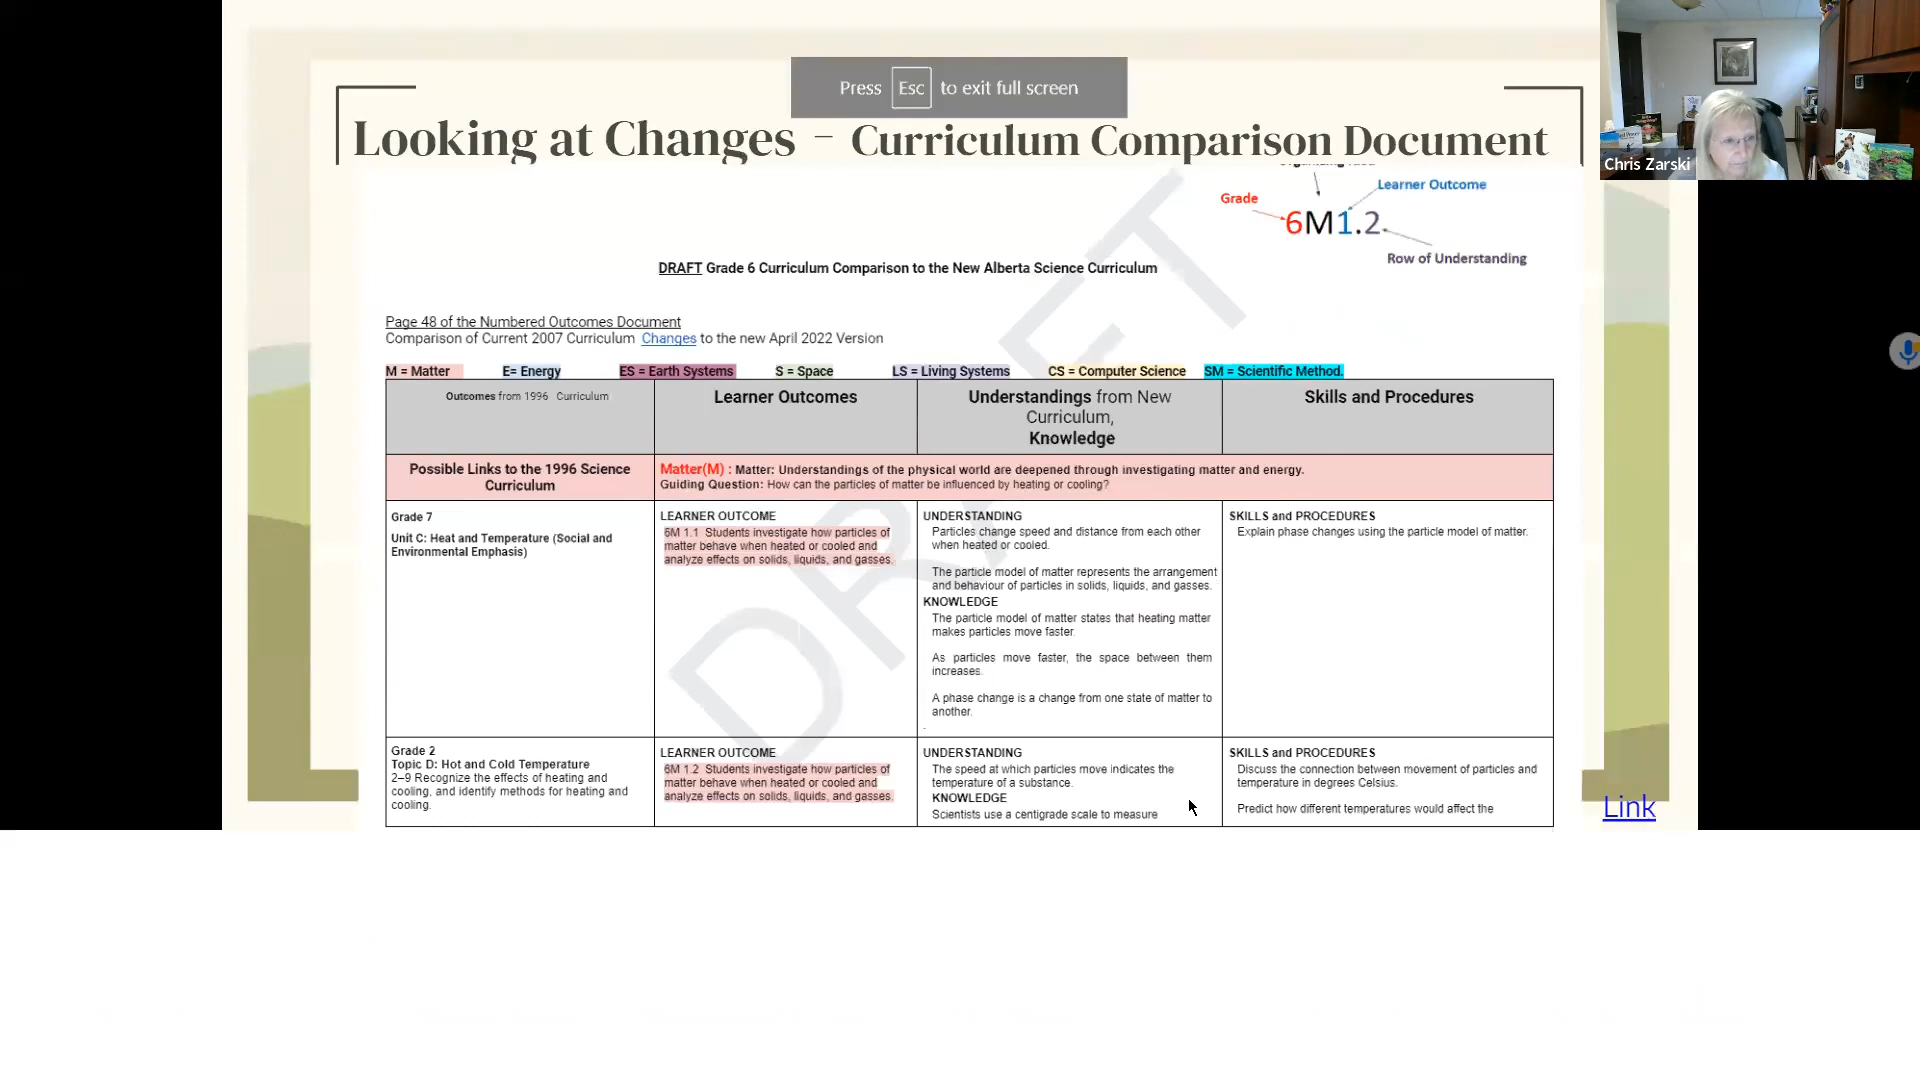 Press Esc to exit full screen
Looking at Changes – Curriculum Comparison Document
Chris Zarski
Learner Outcome
Grade
6M1.2
Row of Understanding
DRAFT Grade 6 Curriculum Comparison to the New Alberta Science Curriculum
Page 48 of the Numbered Outcomes Document
Comparison of Current 2007 Curriculum Changes to the new April 2022 Version
M = Matter E= Energy ES = Earth Systems S = Space LS = Living Systems CS = Computer Science SM = Scientific Method.
Outcomes from 1996 Curriculum
Learner Outcomes
Understandings from New
Curriculum,
Knowledge
Skills and Procedures
Possible Links to the 1996 Science
Curriculum
Matter(M) : Matter: Understandings of the physical world are deepened through investigating matter and energy.
Guiding Question: How can the particles of matter be influenced by heating or cooling?
Grade 7
Unit C: Heat and Temperature (Social and
Environmental Emphasis)
LEARNER OUTCOME
6M 1.1 Students investigate how particles of
matter behave when heated or cooled and
analyze effects on solids, liquids, and gasses.
UNDERSTANDING
Particles change speed and distance from each other
when heated or cooled.
The particle model of matter represents the arrangement
and behaviour of particles in solids, liquids, and gasses.
KNOWLEDGE
The particle model of matter states that heating matter
makes particles move faster.
As particles move faster, the space between them
increases.
A phase change is a change from one state of matter to
another.
SKILLS and PROCEDURES
Explain phase changes using the particle model of matter.
Grade 2
Topic D: Hot and Cold Temperature
2–9 Recognize the effects of heating and
cooling, and identify methods for heating and
cooling.
LEARNER OUTCOME
6M 1.2 Students investigate how particles of
matter behave when heated or cooled and
analyze effects on solids, liquids, and gasses.
UNDERSTANDING
The speed at which particles move indicates the
temperature of a substance.
KNOWLEDGE
Scientists use a centigrade scale to measure
SKILLS and PROCEDURES
Discuss the connection between movement of particles and
temperature in degrees Celsius.
Predict how different temperatures would affect the
Link
DRAFT